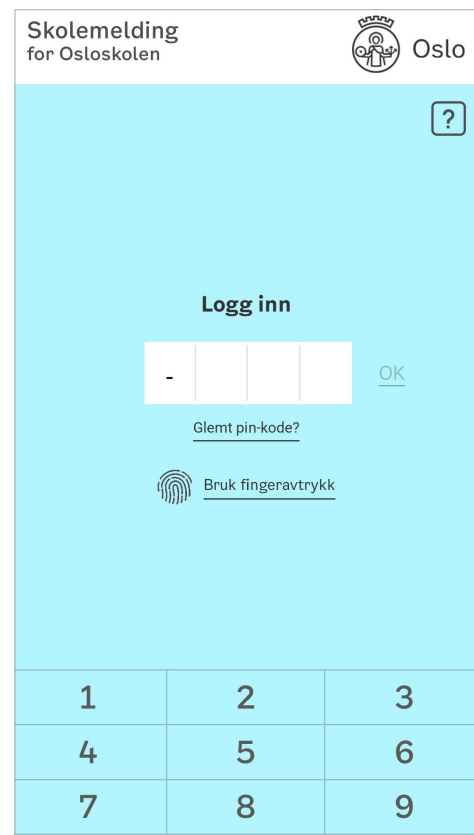 Skolemelding
for Osloskolen
Oslo
?
Logg inn
-
OK
Glemt pin-kode?
Bruk fingeravtrykk
1 2 3
4 5 6
7 8 9